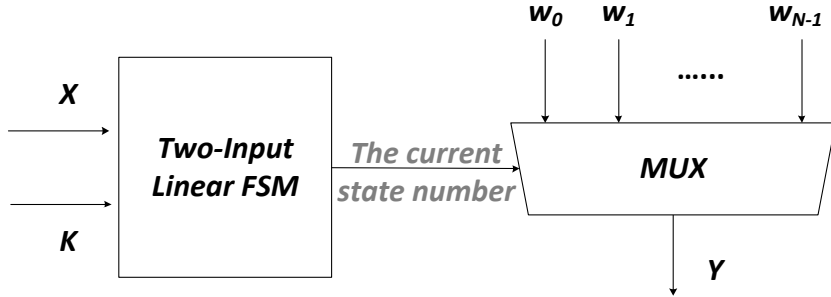 w0 w1 wN-1
......
X
K
Two-Input
Linear FSM
The current
state number
MUX
Y